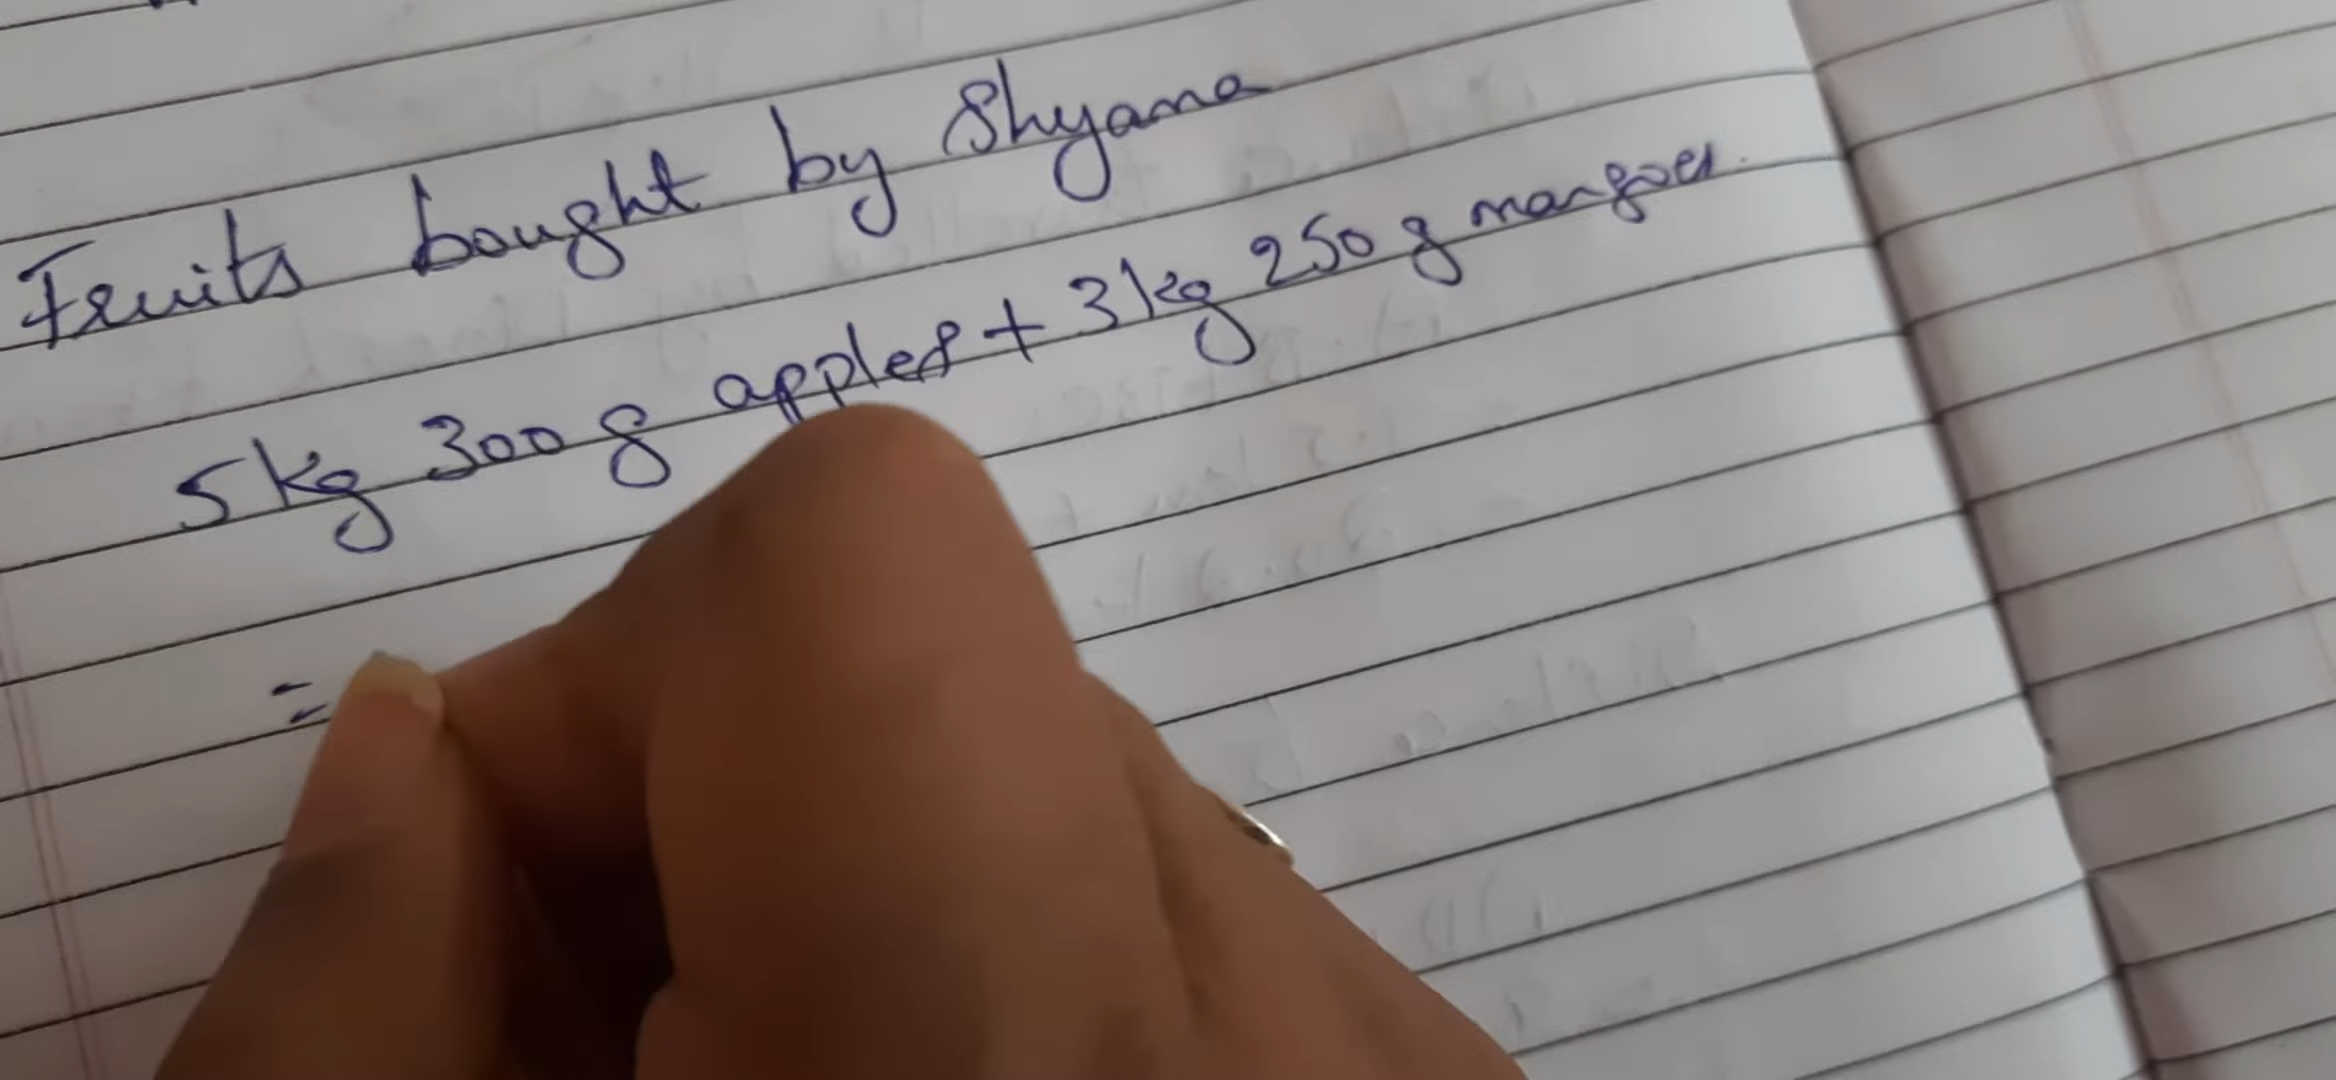 Fruits bought by Shyama
5kg 300g apples + 3kg 250g mangoes.
=